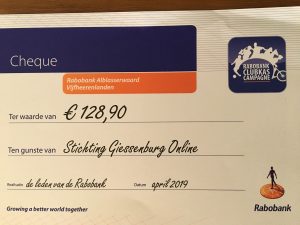 Cheque
RABOBANK
CLUBKAS
CAMPAGNE
Rabobank Alblasserwaard
Vijfheerenlanden
Ter waarde van € 128,90
Ten gunste van Stichting Giessenburg Online
Realisatie de leden van de Rabobank Datum april 2019
Growing a better world together
Rabobank